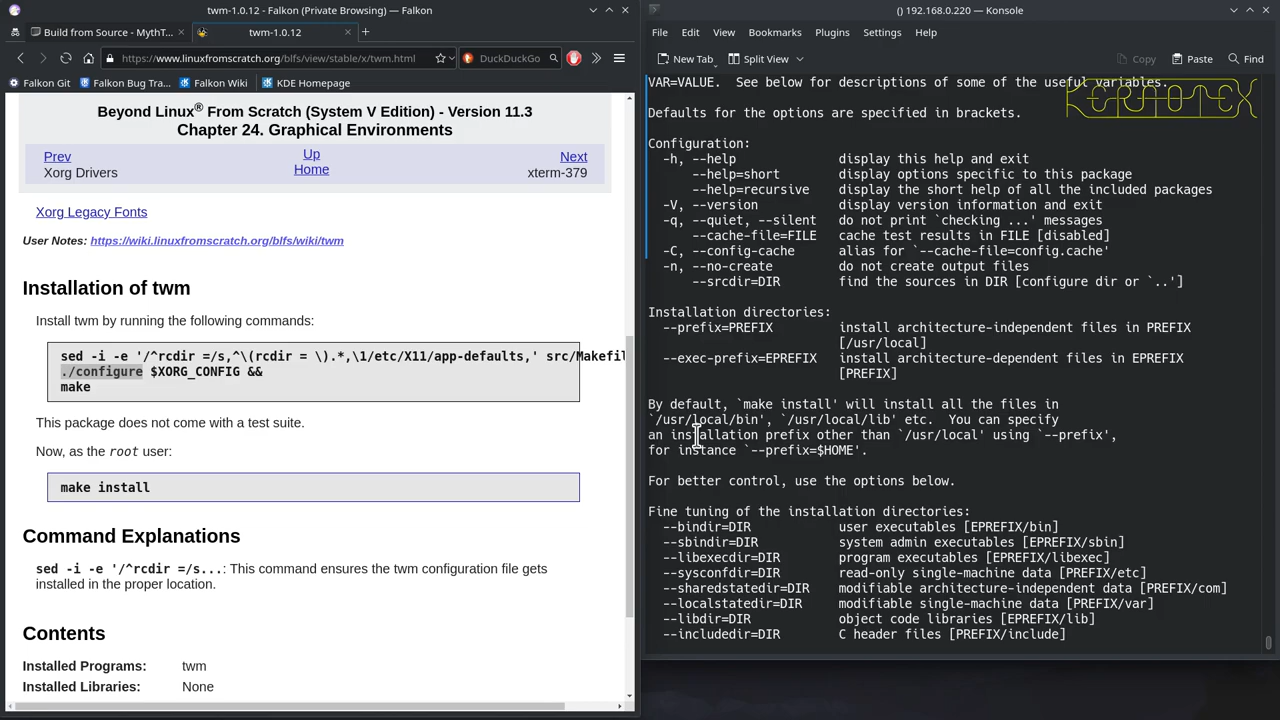 twm-1.0.12 — Falkon (Private Browsing) — Falkon
Build from Source - MythT...
twm-1.0.12
https://www.linuxfromscratch.org/blfs/view/stable/x/twm.html
DuckDuckGo
Falkon Git
Falkon Bug Tra...
Falkon Wiki
KDE Homepage
Beyond Linux® From Scratch (System V Edition) - Version 11.3
Chapter 24. Graphical Environments
Prev
Up
Next
Xorg Drivers
Home
xterm-379
Xorg Legacy Fonts
User Notes: https://wiki.linuxfromscratch.org/blfs/wiki/twm
Installation of twm
Install twm by running the following commands:
sed -i -e '/^rcdir =/s,^\(rcdir = \).*,\1/etc/X11/app-defaults,' src/Makefil
./configure $XORG_CONFIG &&
make
This package does not come with a test suite.
Now, as the root user:
make install
Command Explanations
sed -i -e '/^rcdir =/s...: This command ensures the twm configuration file gets
installed in the proper location.
Contents
Installed Programs: twm
Installed Libraries: None
() 192.168.0.220 — Konsole
File Edit View Bookmarks Plugins Settings Help
New Tab Split View Copy Paste Find
VAR=VALUE.  See below for descriptions of some of the useful variables.
Defaults for the options are specified in brackets.
Configuration:
-h, --help display this help and exit
--help=short display options specific to this package
--help=recursive display the short help of all the included packages
-V, --version display version information and exit
-q, --quiet, --silent do not print `checking ...' messages
--cache-file=FILE cache test results in FILE [disabled]
-C, --config-cache alias for `--cache-file=config.cache'
-n, --no-create do not create output files
--srcdir=DIR find the sources in DIR [configure dir or `..']
Installation directories:
--prefix=PREFIX install architecture-independent files in PREFIX
[/usr/local]
--exec-prefix=EPREFIX install architecture-dependent files in EPREFIX
[PREFIX]
By default, `make install' will install all the files in
`/usr/local/bin', `/usr/local/lib' etc.  You can specify
an installation prefix other than `/usr/local' using `--prefix',
for instance `--prefix=$HOME'.
For better control, use the options below.
Fine tuning of the installation directories:
--bindir=DIR user executables [EPREFIX/bin]
--sbindir=DIR system admin executables [EPREFIX/sbin]
--libexecdir=DIR program executables [EPREFIX/libexec]
--sysconfdir=DIR read-only single-machine data [PREFIX/etc]
--sharedstatedir=DIR modifiable architecture-independent data [PREFIX/com]
--localstatedir=DIR modifiable single-machine data [PREFIX/var]
--libdir=DIR object code libraries [EPREFIX/lib]
--includedir=DIR C header files [PREFIX/include]